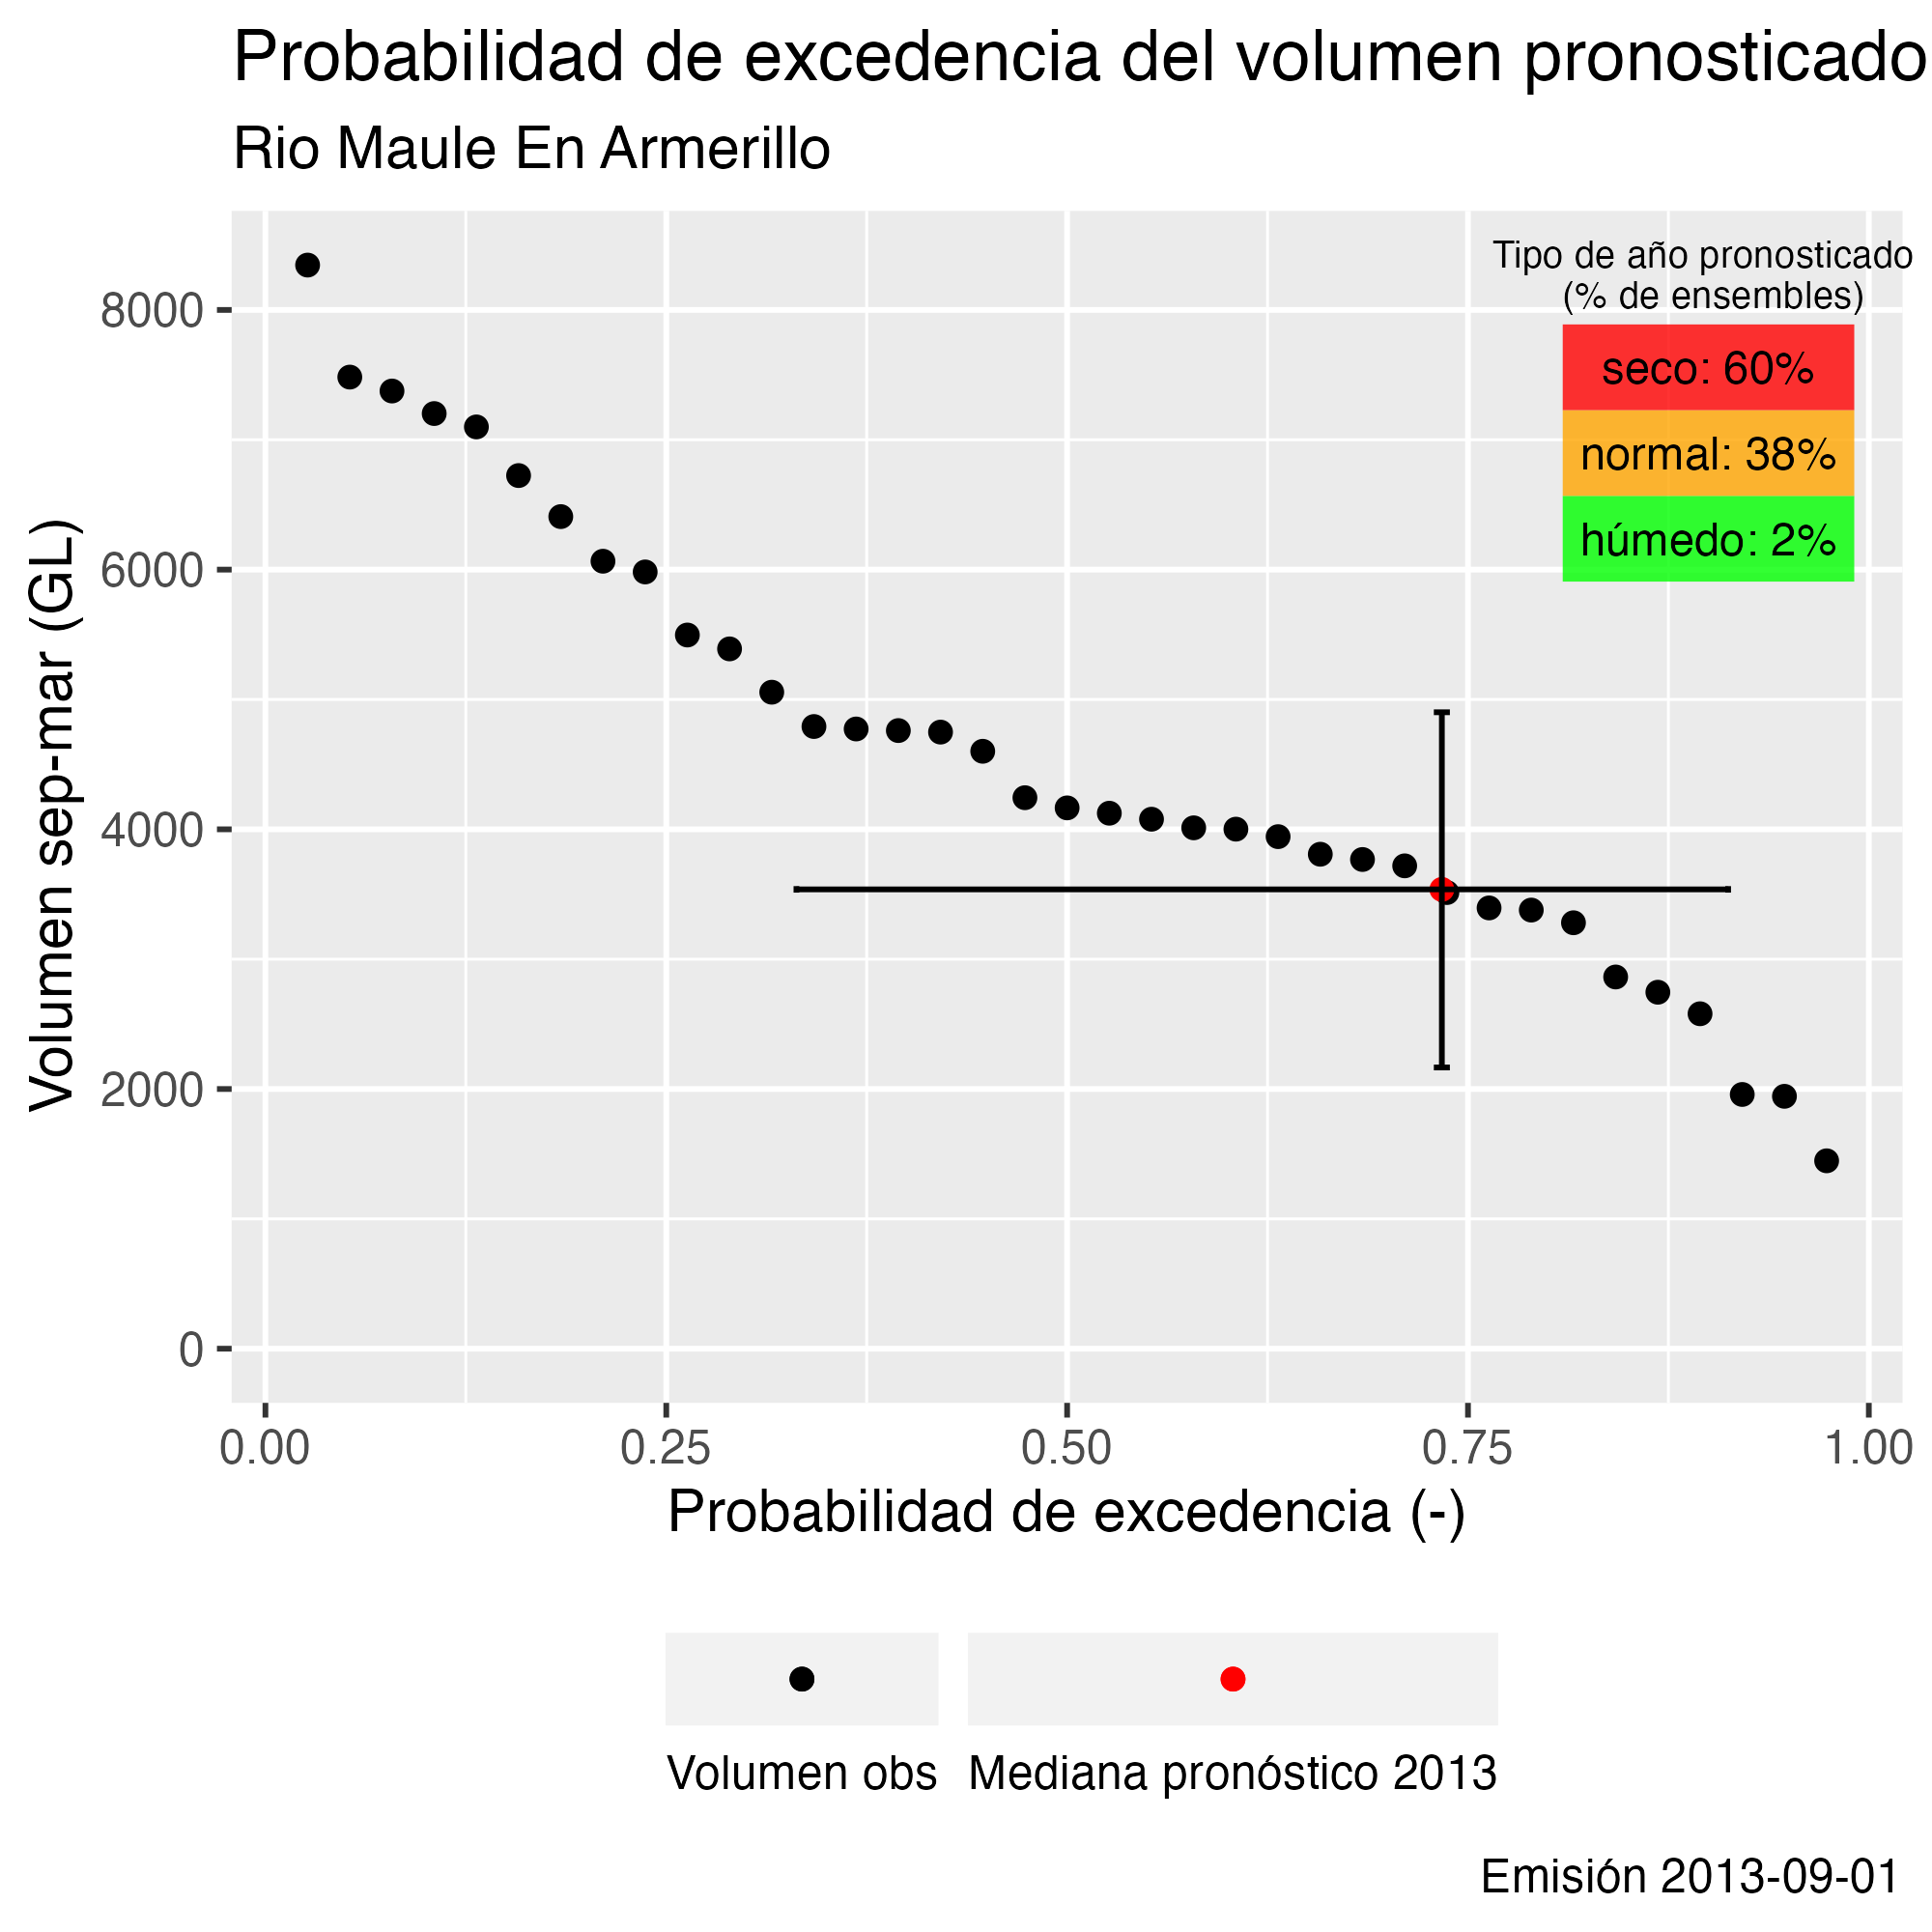 Probabilidad de excedencia del volumen pronosticado
Rio Maule En Armerillo
Tipo de año pronosticado
(% de ensembles)
seco: 60%
normal: 38%
húmedo: 2%
Volumen sep-mar (GL)
8000
6000
4000
2000
0
0.00 0.25 0.50 0.75 1.00
Probabilidad de excedencia (-)
Volumen obs Mediana pronóstico 2013
Emisión 2013-09-01